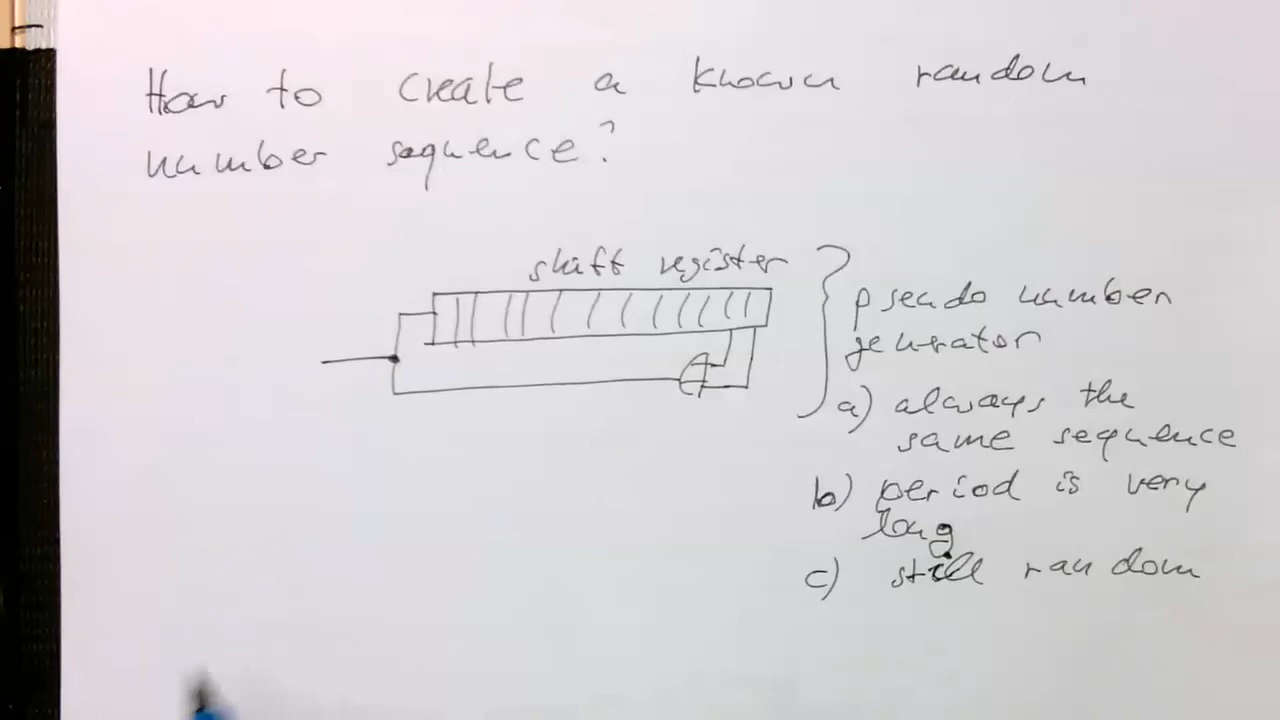 How to create a known random
number sequence?
shift register
pseudo number
generator
a) always the
same sequence
b) period is very
long
c) still random